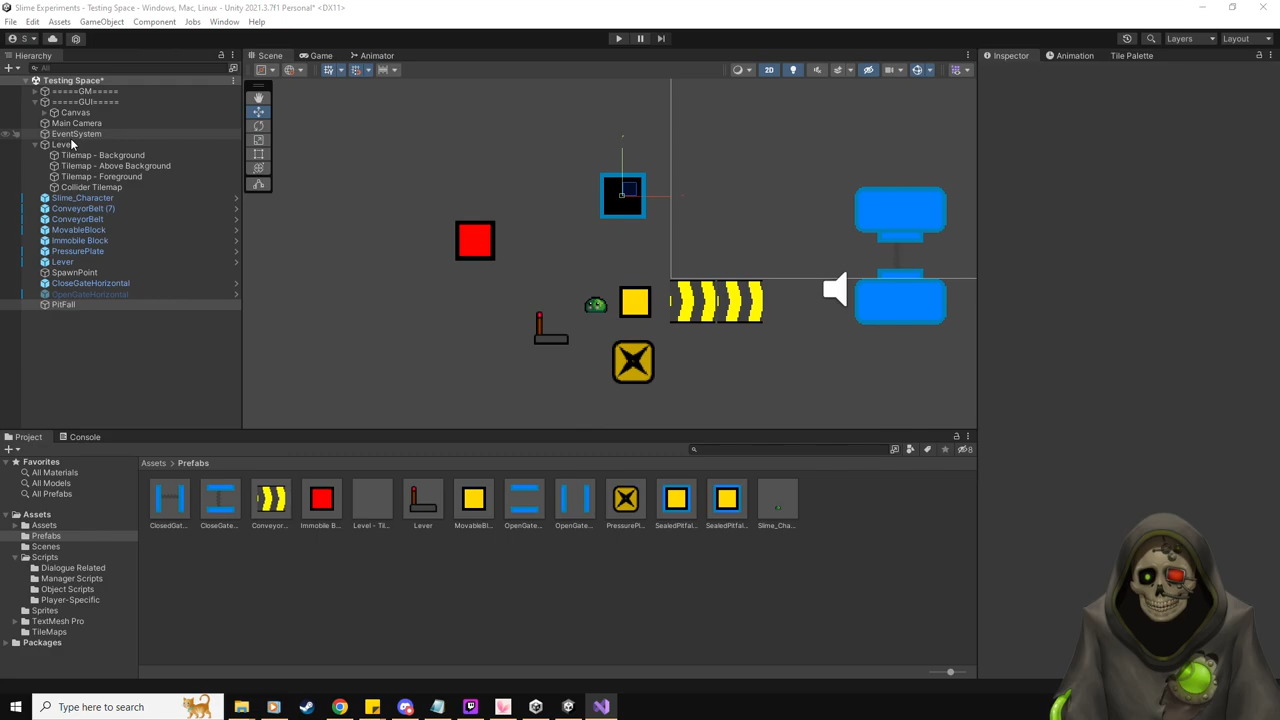 Slime Experiments - Testing Space - Windows, Mac, Linux - Unity 2021.3.7f1 Personal* <DX11>
File Edit Assets GameObject Component Jobs Window Help
S Layers Layout
Hierarchy Scene Game Animator Inspector Animation Tile Palette
All 2D
Testing Space*
=====GM=====
=====GUI=====
Canvas
Main Camera
EventSystem
Level
Tilemap - Background
Tilemap - Above Background
Tilemap - Foreground
Collider Tilemap
Slime_Character
ConveyorBelt (7)
ConveyorBelt
MovableBlock
Immobile Block
PressurePlate
Lever
SpawnPoint
CloseGateHorizontal
OpenGateHorizontal
PitFall
Project Console
8
Favorites
All Materials
All Models
All Prefabs
Assets
Assets
Prefabs
Scenes
Scripts
Dialogue Related
Manager Scripts
Object Scripts
Player-Specific
Sprites
TextMesh Pro
TileMaps
Packages
Assets > Prefabs
ClosedGat... CloseGate... Conveyor... Immobile B... Level - Til... Lever MovableBl... OpenGate... OpenGate... PressurePl... SealedPitfal... SealedPitfal... Slime_Cha...
Type here to search